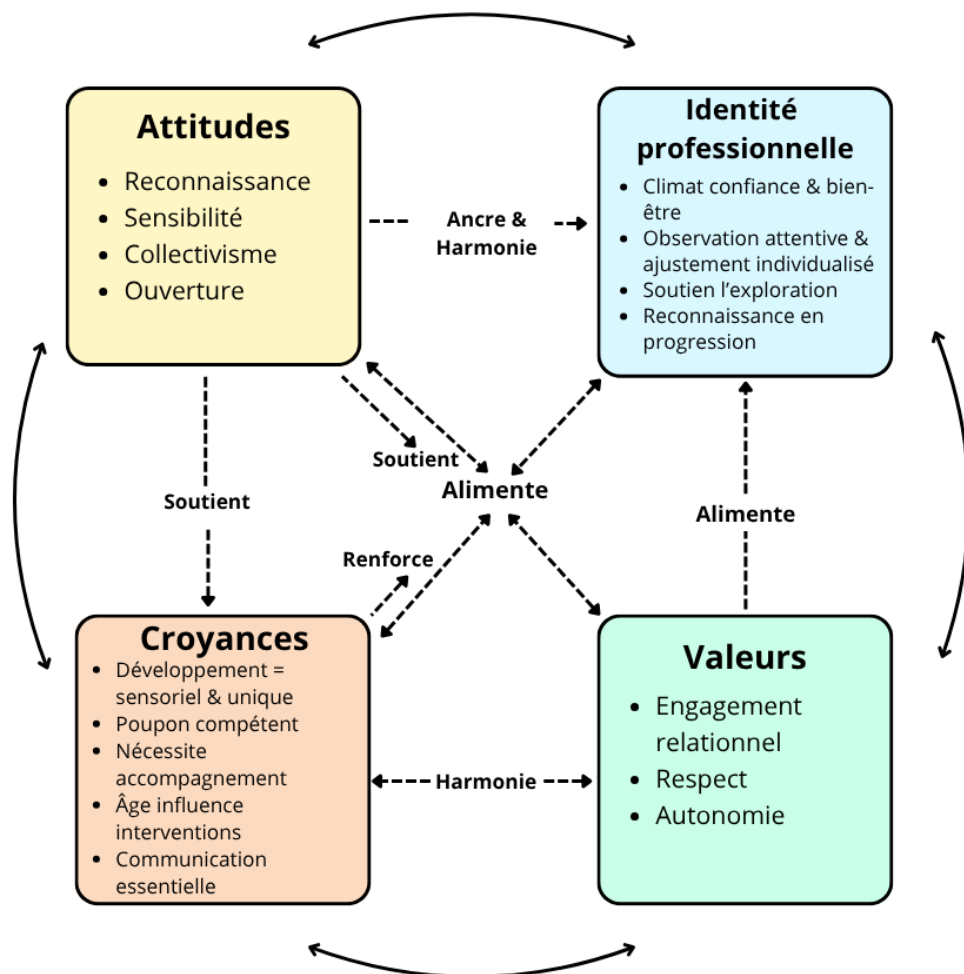 Attitudes
• Reconnaissance
• Sensibilité
• Collectivisme
• Ouverture
Identité
professionnelle
• Climat confiance & bien-
être
• Observation attentive &
ajustement individualisé
• Soutien l’exploration
• Reconnaissance en
progression
Ancre &
Harmonie
Soutient
Soutient
Alimente
Alimente
Renforce
Croyances
• Développement =
sensoriel & unique
• Poupon compétent
• Nécessite
accompagnement
• Âge influence
interventions
• Communication
essentielle
Harmonie
Valeurs
• Engagement
relationnel
• Respect
• Autonomie